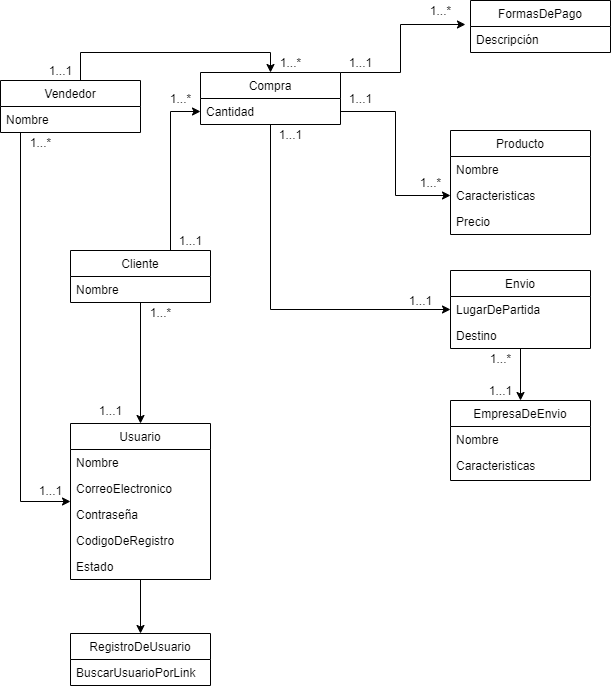 1...*
FormasDePago
Descripción
1...1
1...*
1...1
Vendedor
Nombre
1...*
Compra
Cantidad
1...*
1...1
1...1
Producto
Nombre
Caracteristicas
Precio
1...*
1...1
Cliente
Nombre
1...*
Envio
LugarDePartida
Destino
1...1
1...*
1...1
EmpresaDeEnvio
Nombre
Caracteristicas
1...1
Usuario
Nombre
CorreoElectronico
Contraseña
CodigoDeRegistro
Estado
1...1
RegistroDeUsuario
BuscarUsuarioPorLink